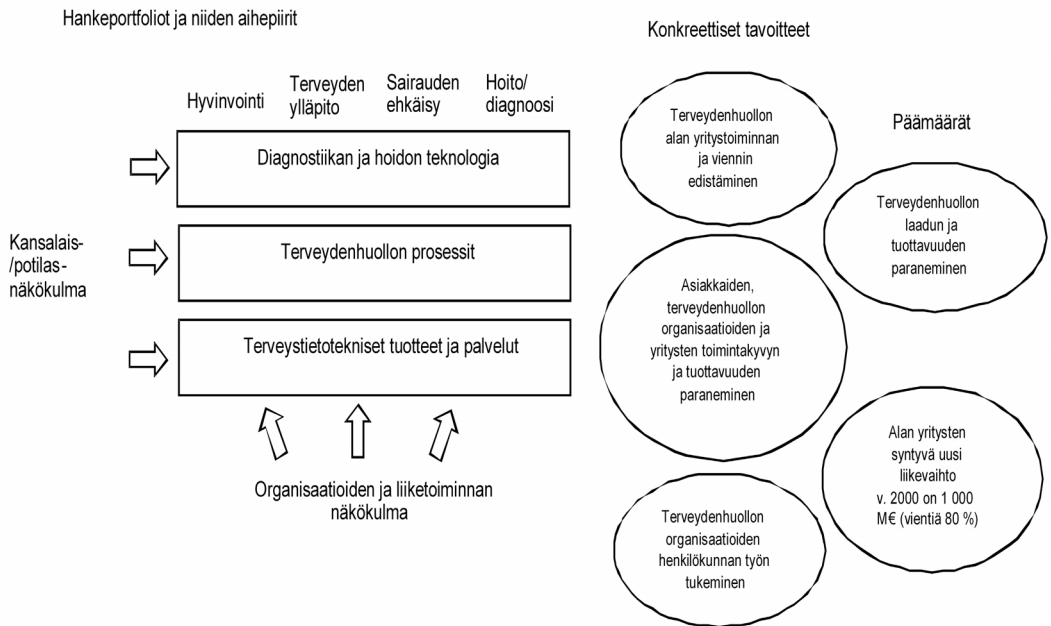 Hankeportfoliot ja niiden aihepiirit
Hyvinvointi
Terveyden
ylläpito
Sairauden
ehkäisy
Hoito/
diagnoosi
Diagnostiikan ja hoidon teknologia
Terveydenhuollon prosessit
Terveystietotekniset tuotteet ja palvelut
Kansalais-
/potilas-
näkökulma
Organisaatioiden ja liiketoiminnan
näkökulma
Konkreettiset tavoitteet
Terveydenhuollon
alan yritystoiminnan
ja viennin
edistäminen
Asiakkaiden,
terveydenhuollon
organisaatioiden ja
yritysten toimintakyvyn
ja tuottavuuden
paraneminen
Terveydenhuollon
organisaatioiden
henkilökunnan työn
tukeminen
Päämäärät
Terveydenhuollon
laadun ja
tuottavuuden
paraneminen
Alan yritysten
syntyvä uusi
liikevaihto
v. 2000 on 1 000
M€ (vientiä 80 %)